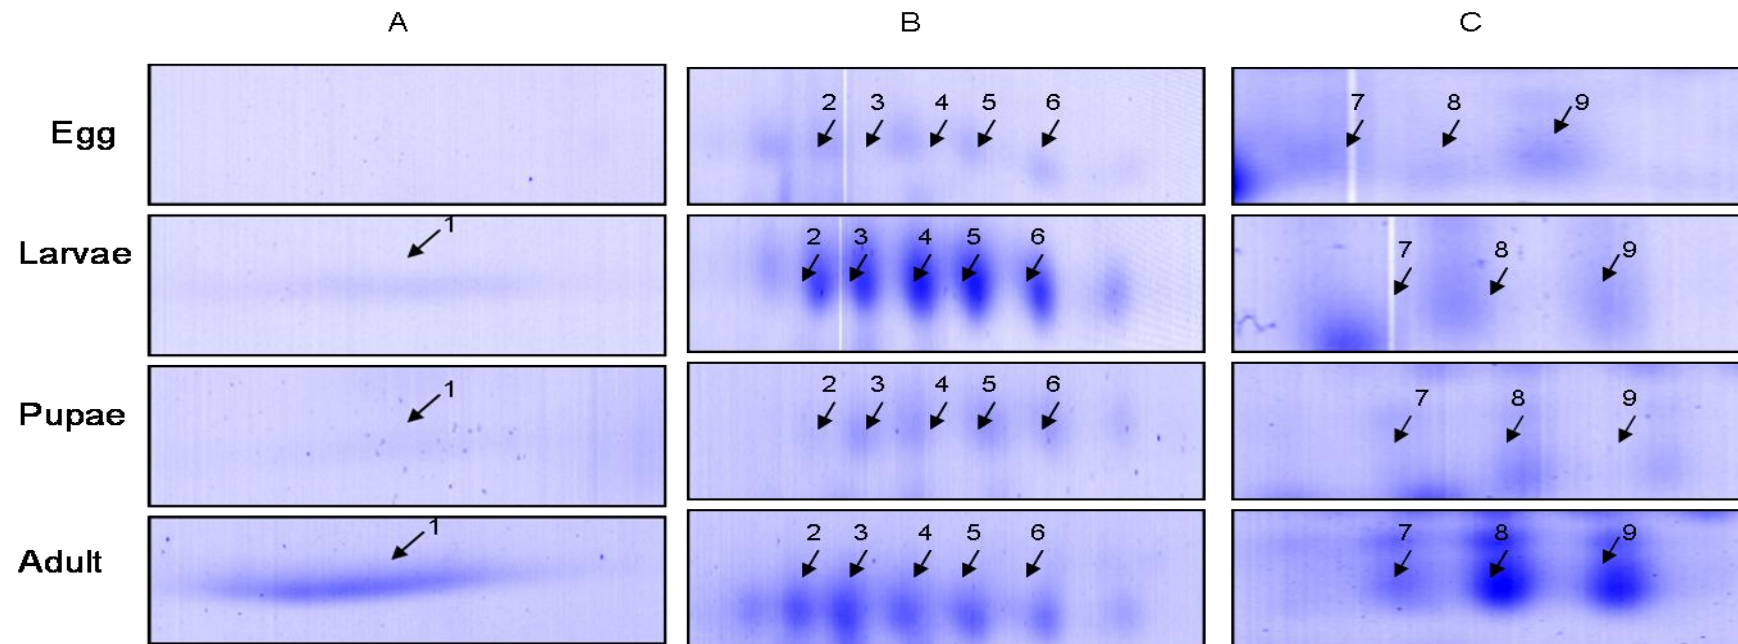 A B C
Egg 2 3 4 5 6 7 8 9
Larvae 1 2 3 4 5 6 7 8 9
Pupae 1 2 3 4 5 6 7 8 9
Adult 1 2 3 4 5 6 7 8 9